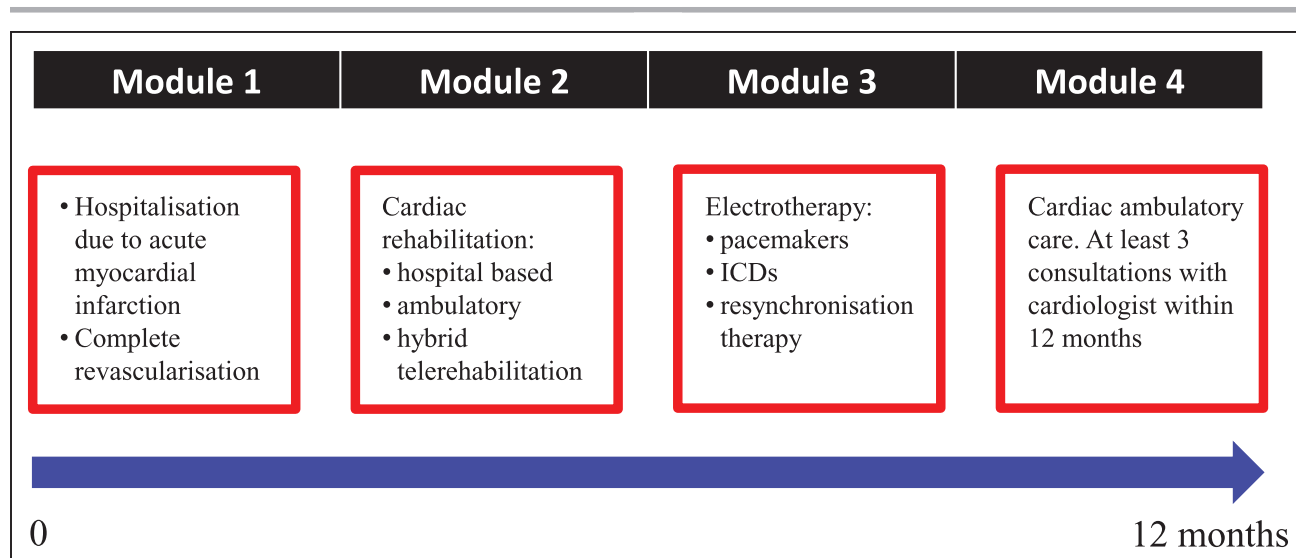 Module 1
Module 2
Module 3
Module 4
• Hospitalisation
due to acute
myocardial
infarction
• Complete
revascularisation
Cardiac
rehabilitation:
• hospital based
• ambulatory
• hybrid
telerehabilitation
Electrotherapy:
• pacemakers
• ICDs
• resynchronisation
therapy
Cardiac ambulatory
care. At least 3
consultations with
cardiologist within
12 months
0
12 months